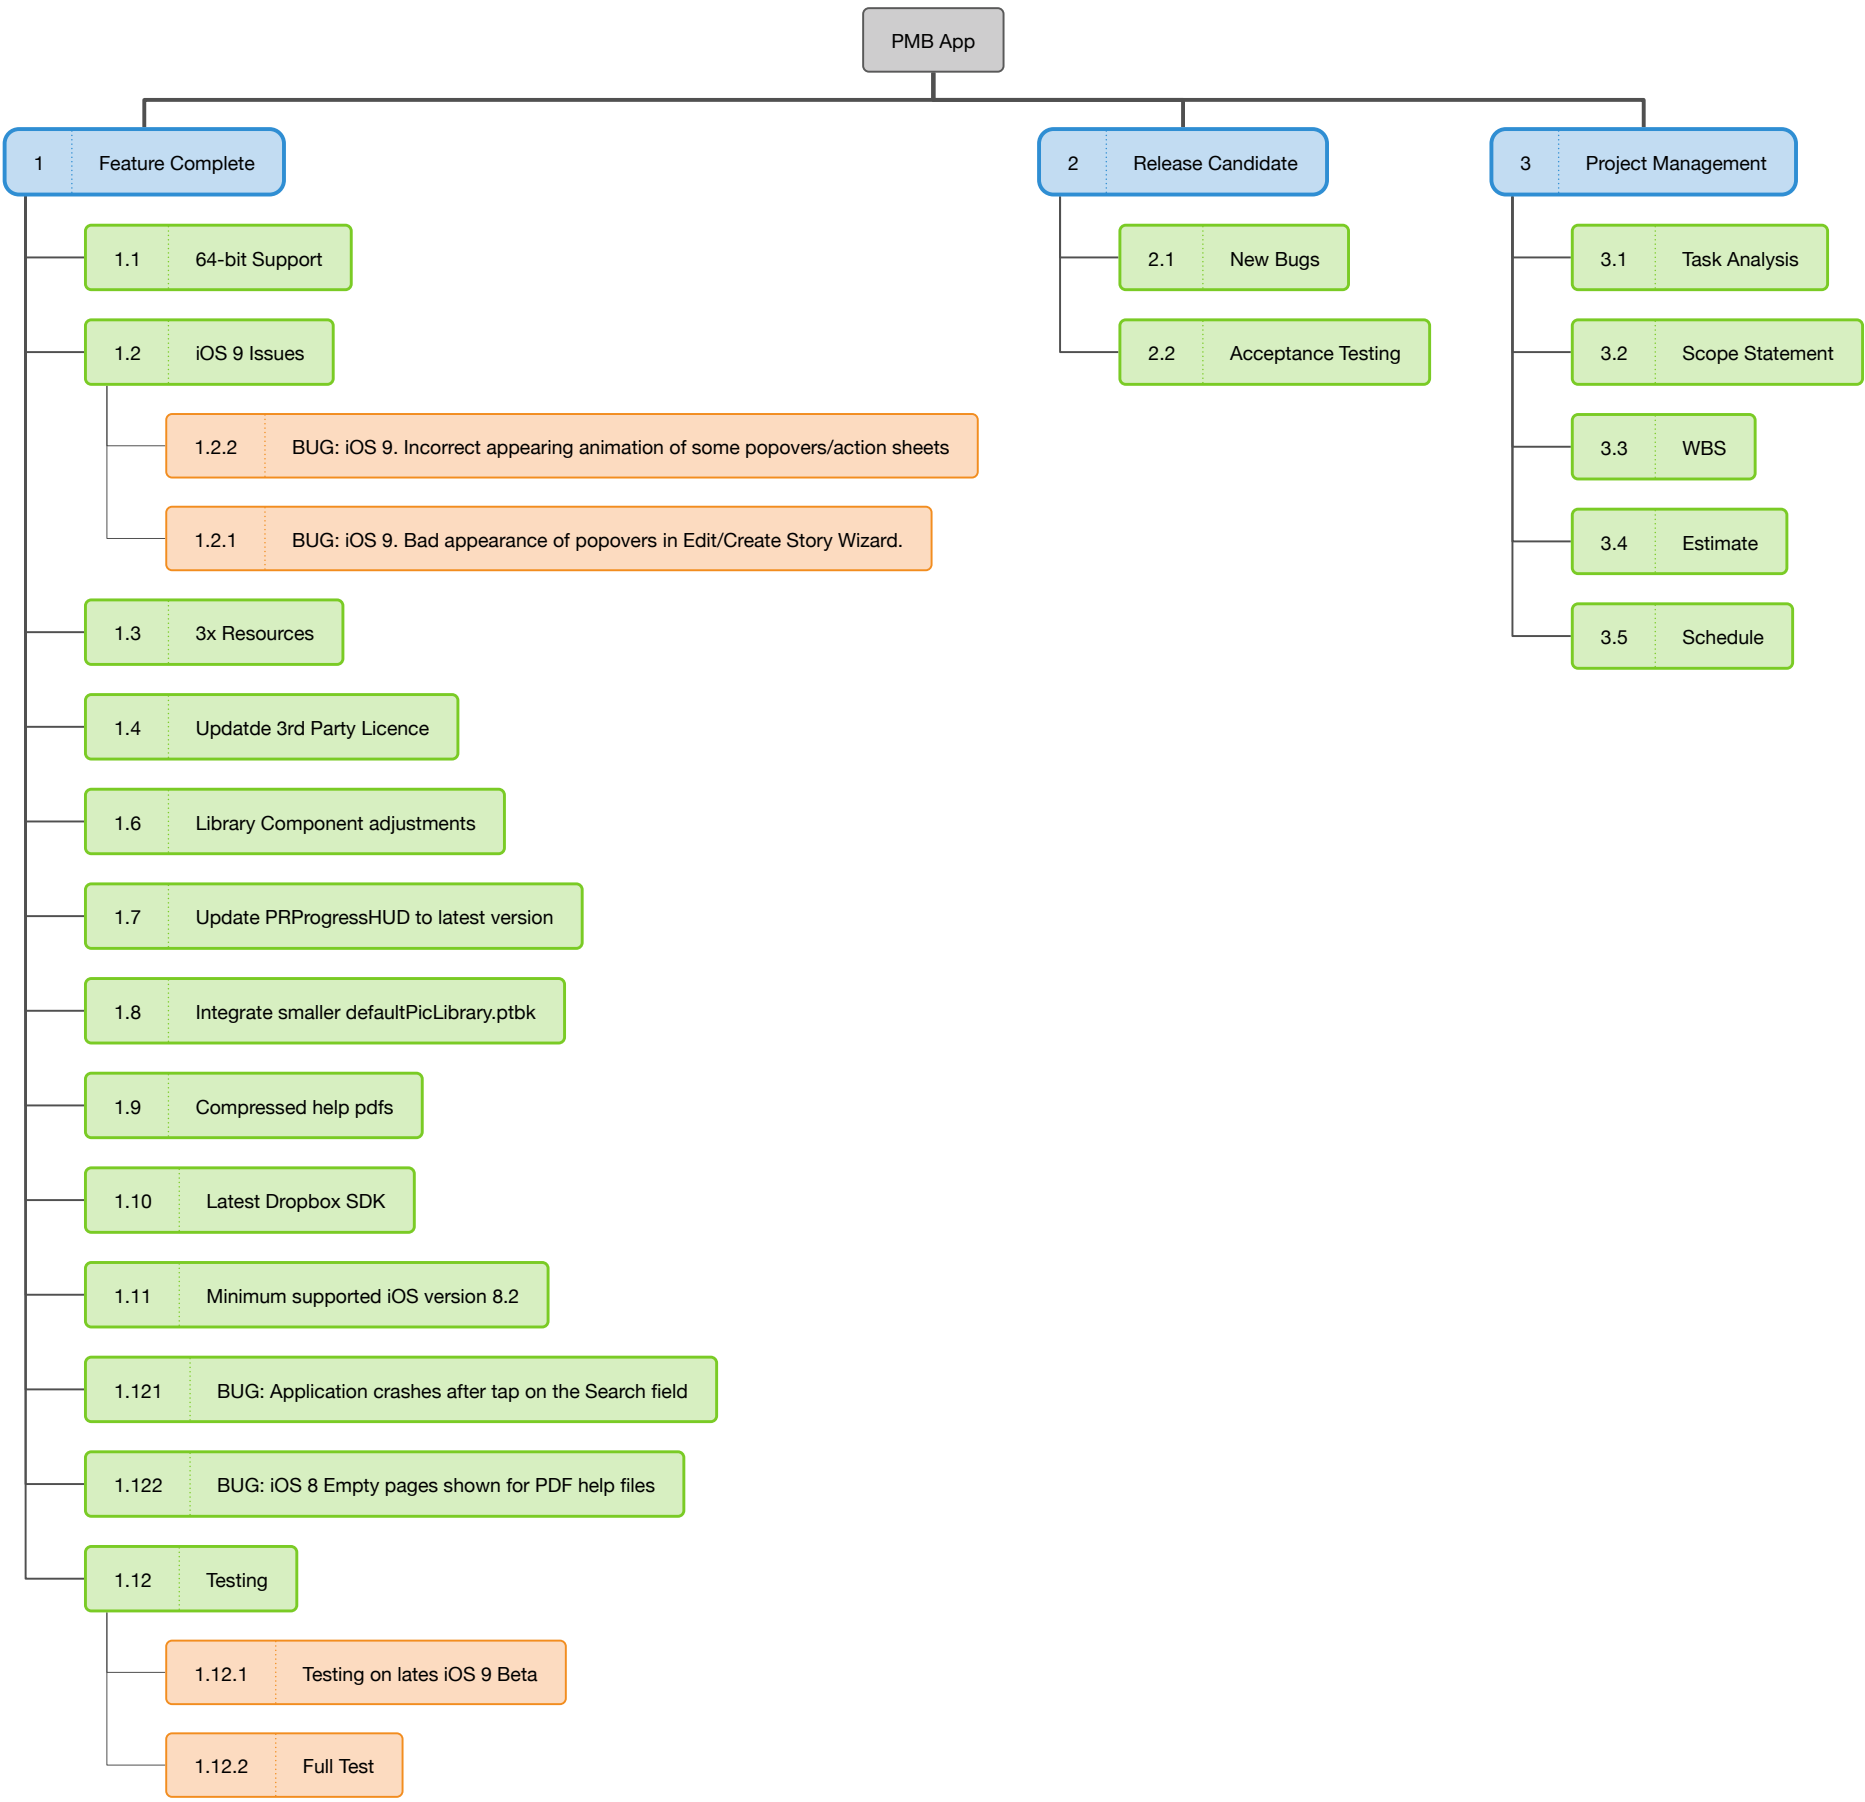 PMB App
1 Feature Complete
1.1 64-bit Support
1.2 iOS 9 Issues
1.2.2 BUG: iOS 9. Incorrect appearing animation of some popovers/action sheets
1.2.1 BUG: iOS 9. Bad appearance of popovers in Edit/Create Story Wizard.
1.3 3x Resources
1.4 Updatde 3rd Party Licence
1.6 Library Component adjustments
1.7 Update PRProgressHUD to latest version
1.8 Integrate smaller defaultPicLibrary.ptbk
1.9 Compressed help pdfs
1.10 Latest Dropbox SDK
1.11 Minimum supported iOS version 8.2
1.121 BUG: Application crashes after tap on the Search field
1.122 BUG: iOS 8 Empty pages shown for PDF help files
1.12 Testing
1.12.1 Testing on lates iOS 9 Beta
1.12.2 Full Test
2 Release Candidate
2.1 New Bugs
2.2 Acceptance Testing
3 Project Management
3.1 Task Analysis
3.2 Scope Statement
3.3 WBS
3.4 Estimate
3.5 Schedule